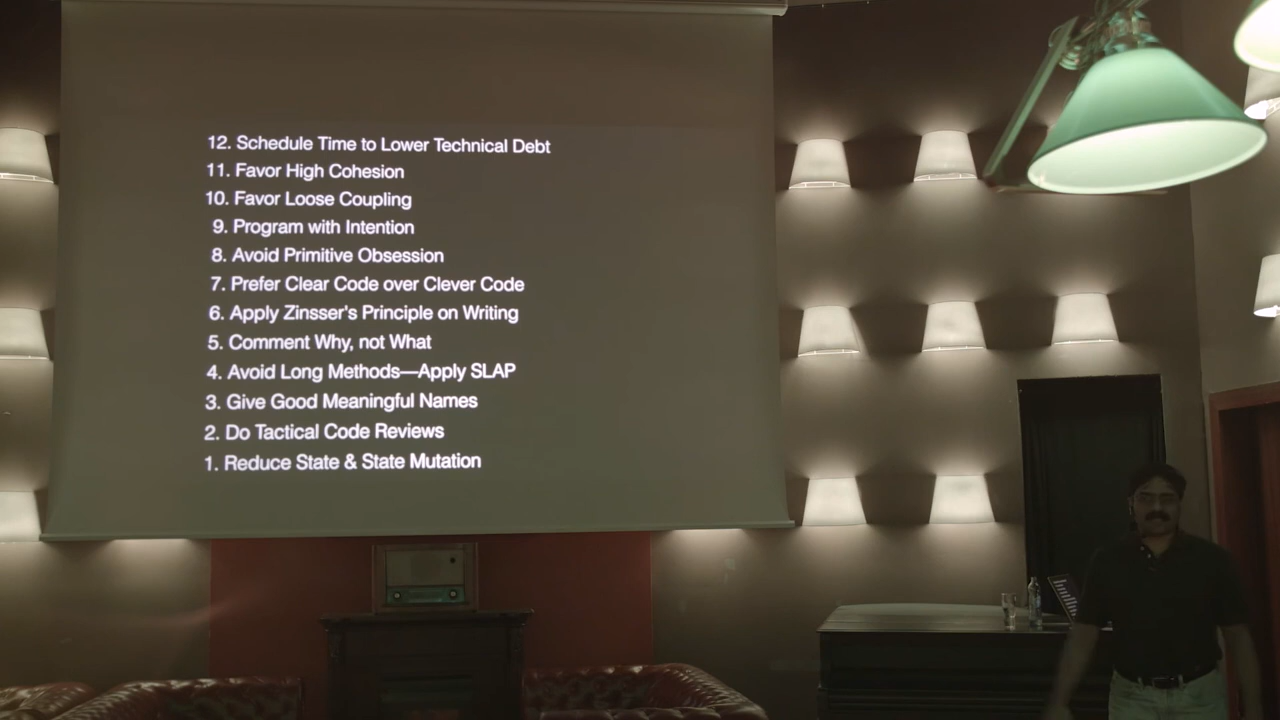 12. Schedule Time to Lower Technical Debt
11. Favor High Cohesion
10. Favor Loose Coupling
9. Program with Intention
8. Avoid Primitive Obsession
7. Prefer Clear Code over Clever Code
6. Apply Zinsser's Principle on Writing
5. Comment Why, not What
4. Avoid Long Methods—Apply SLAP
3. Give Good Meaningful Names
2. Do Tactical Code Reviews
1. Reduce State & State Mutation